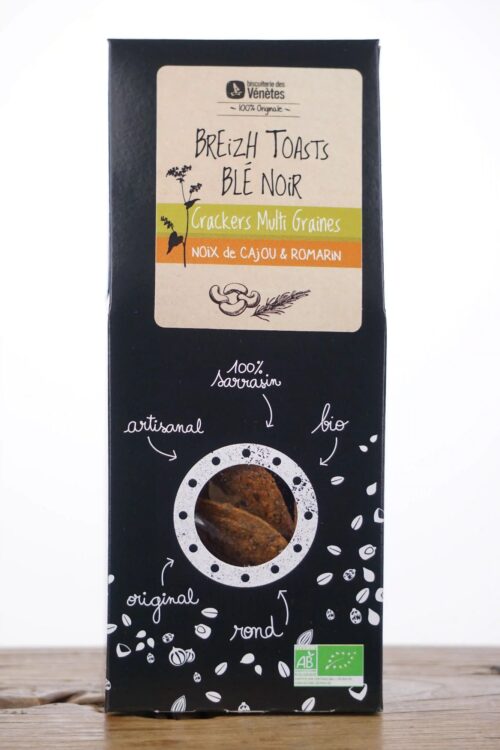 biscuiterie des
Vénètes
~ 100% Originale ~
BREiZH TOASTS
BLÉ NOiR
Crackers Multi Graines
NOiX de CAjOU & ROMARiN
100%
sarrasin
artisanal
bio
original
rond
AB